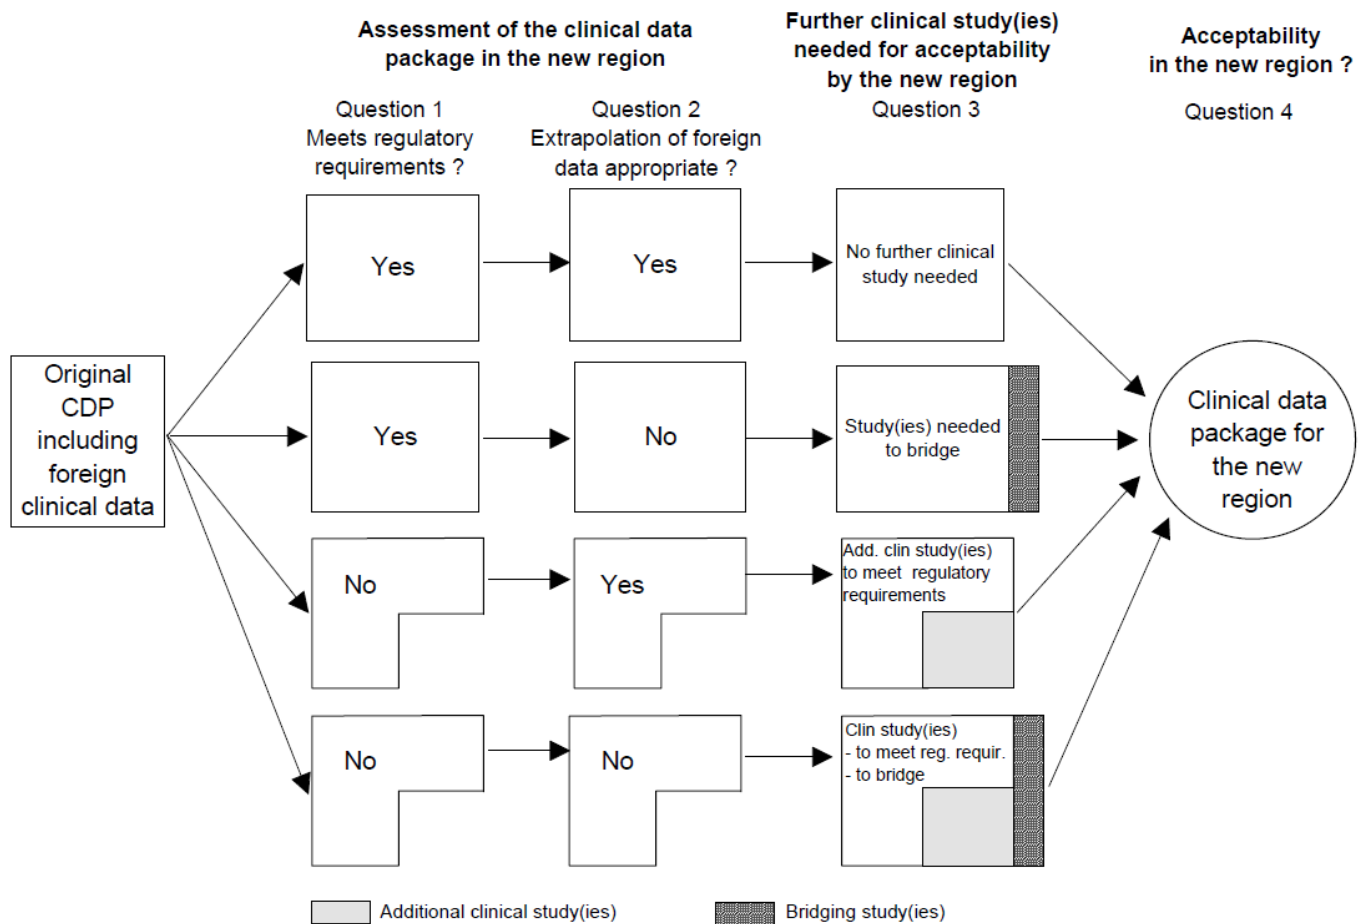 Assessment of the clinical data
package in the new region
Further clinical study(ies)
needed for acceptability
by the new region
Acceptability
in the new region ?
Question 1
Meets regulatory
requirements ?
Question 2
Extrapolation of foreign
data appropriate ?
Question 3
Question 4
Original
CDP
including
foreign
clinical data
Yes
Yes
No further clinical
study needed
Yes
No
Study(ies) needed
to bridge
No
Yes
Add. clin study(ies)
to meet regulatory
requirements
No
No
Clin study(ies)
- to meet reg. requir.
- to bridge
Clinical data
package for
the new
region
Additional clinical study(ies)
Bridging study(ies)